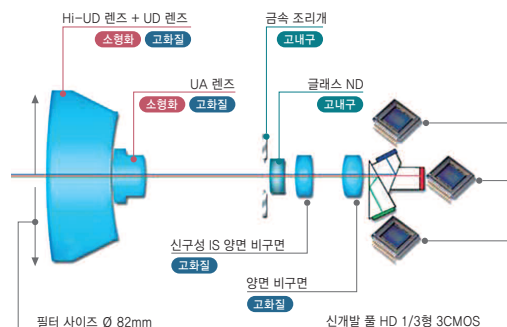 Hi-UD 렌즈 + UD 렌즈
소형화 고화질
UA 렌즈
소형화 고화질
금속 조리개
고내구
글래스 ND
고내구
신구성 IS 양면 비구면
고화질
양면 비구면
고화질
필터 사이즈 Ø 82mm
신개발 풀 HD 1/3형 3CMOS